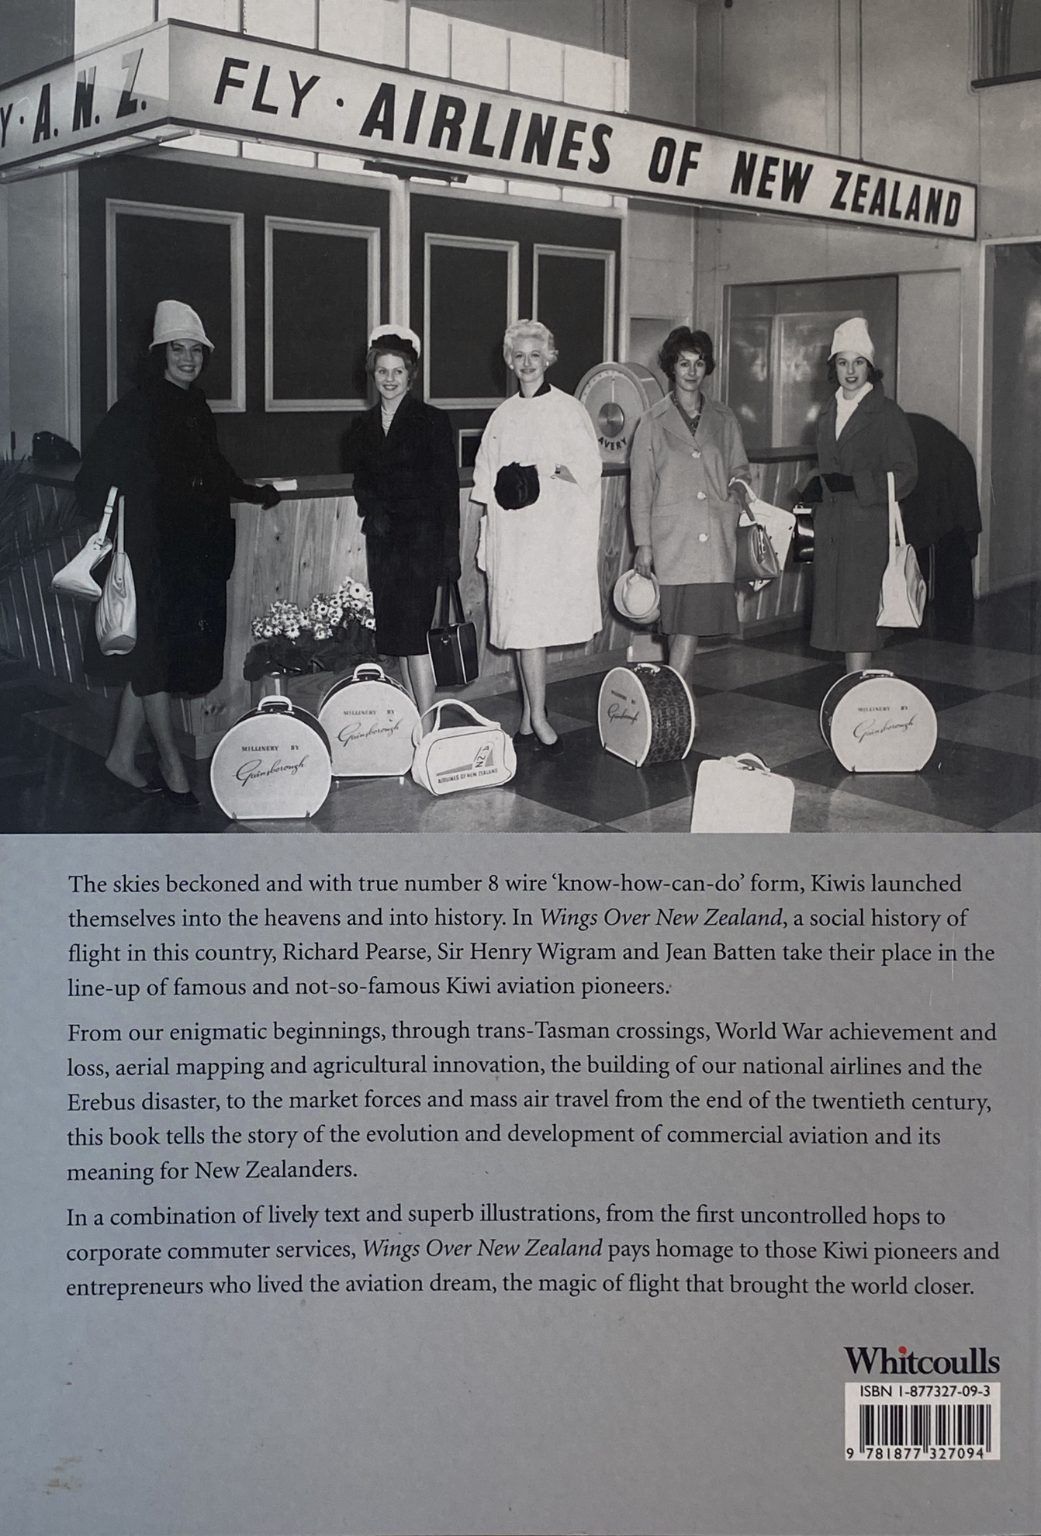 Y · A. N. Z.
FLY · AIRLINES OF NEW ZEALAND
AVERY
MILLINERY BY
Gainsborough
MILLINERY BY
Gainsborough
NZ
AIRLINES OF NEW ZEALAND
MILLINERY BY
Gainsborough
MILLINERY BY
Gainsborough
The skies beckoned and with true number 8 wire ‘know-how-can-do’ form, Kiwis launched
themselves into the heavens and into history. In Wings Over New Zealand, a social history of
flight in this country, Richard Pearse, Sir Henry Wigram and Jean Batten take their place in the
line-up of famous and not-so-famous Kiwi aviation pioneers.
From our enigmatic beginnings, through trans-Tasman crossings, World War achievement and
loss, aerial mapping and agricultural innovation, the building of our national airlines and the
Erebus disaster, to the market forces and mass air travel from the end of the twentieth century,
this book tells the story of the evolution and development of commercial aviation and its
meaning for New Zealanders.
In a combination of lively text and superb illustrations, from the first uncontrolled hops to
corporate commuter services, Wings Over New Zealand pays homage to those Kiwi pioneers and
entrepreneurs who lived the aviation dream, the magic of flight that brought the world closer.
Whitcoulls
ISBN 1-877327-09-3
9 781877 327094